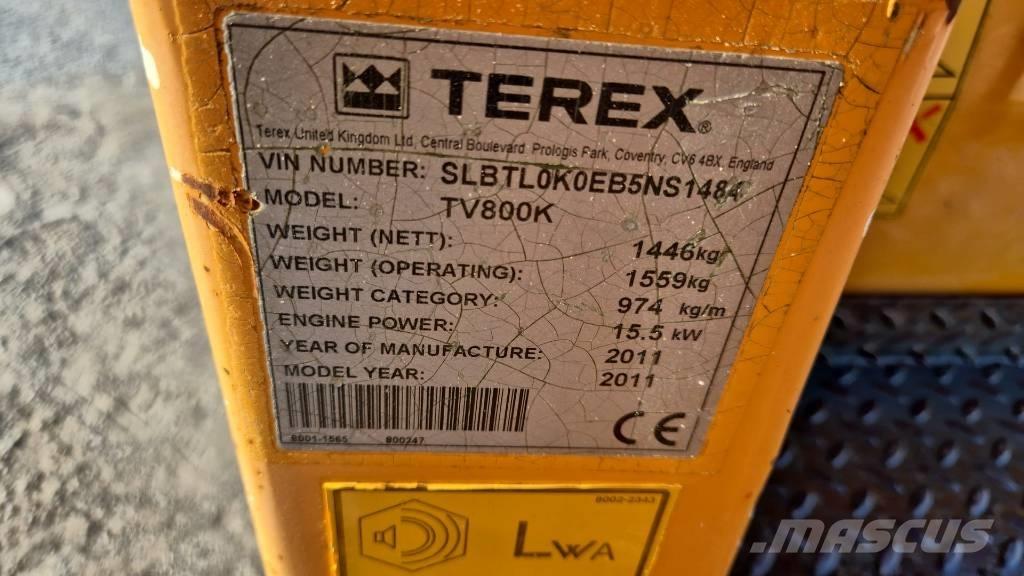 TEREX®
Terex United Kingdom Ltd, Central Boulevard, Prologis Park, Coventry, CV6 4BX, England
VIN NUMBER: SLBTL0K0EB5NS1484
MODEL: TV800K
WEIGHT (NETT): 1446kg
WEIGHT (OPERATING): 1559kg
WEIGHT CATEGORY: 974 kg/m
ENGINE POWER: 15.5 kW
YEAR OF MANUFACTURE: 2011
MODEL YEAR: 2011
CE
8001-1565 800247
8002-2343
LWA
MASCUS